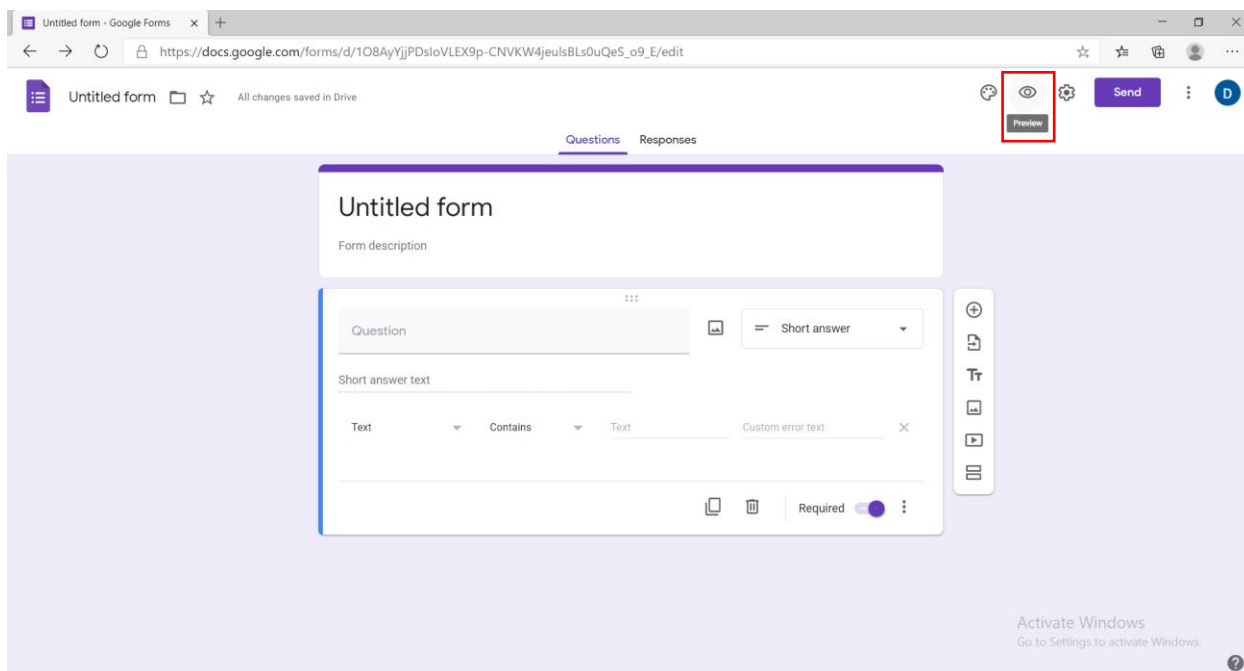 Untitled form - Google Forms
https://docs.google.com/forms/d/1O8AyYjjPDsIoVLEX9p-CNVKW4jeulsBLs0uQeS_o9_E/edit
Untitled form All changes saved in Drive Send D
Preview
Questions Responses
Untitled form
Form description
Question Short answer
Short answer text
Text Contains Text Custom error text
Required
Activate Windows
Go to Settings to activate Windows.